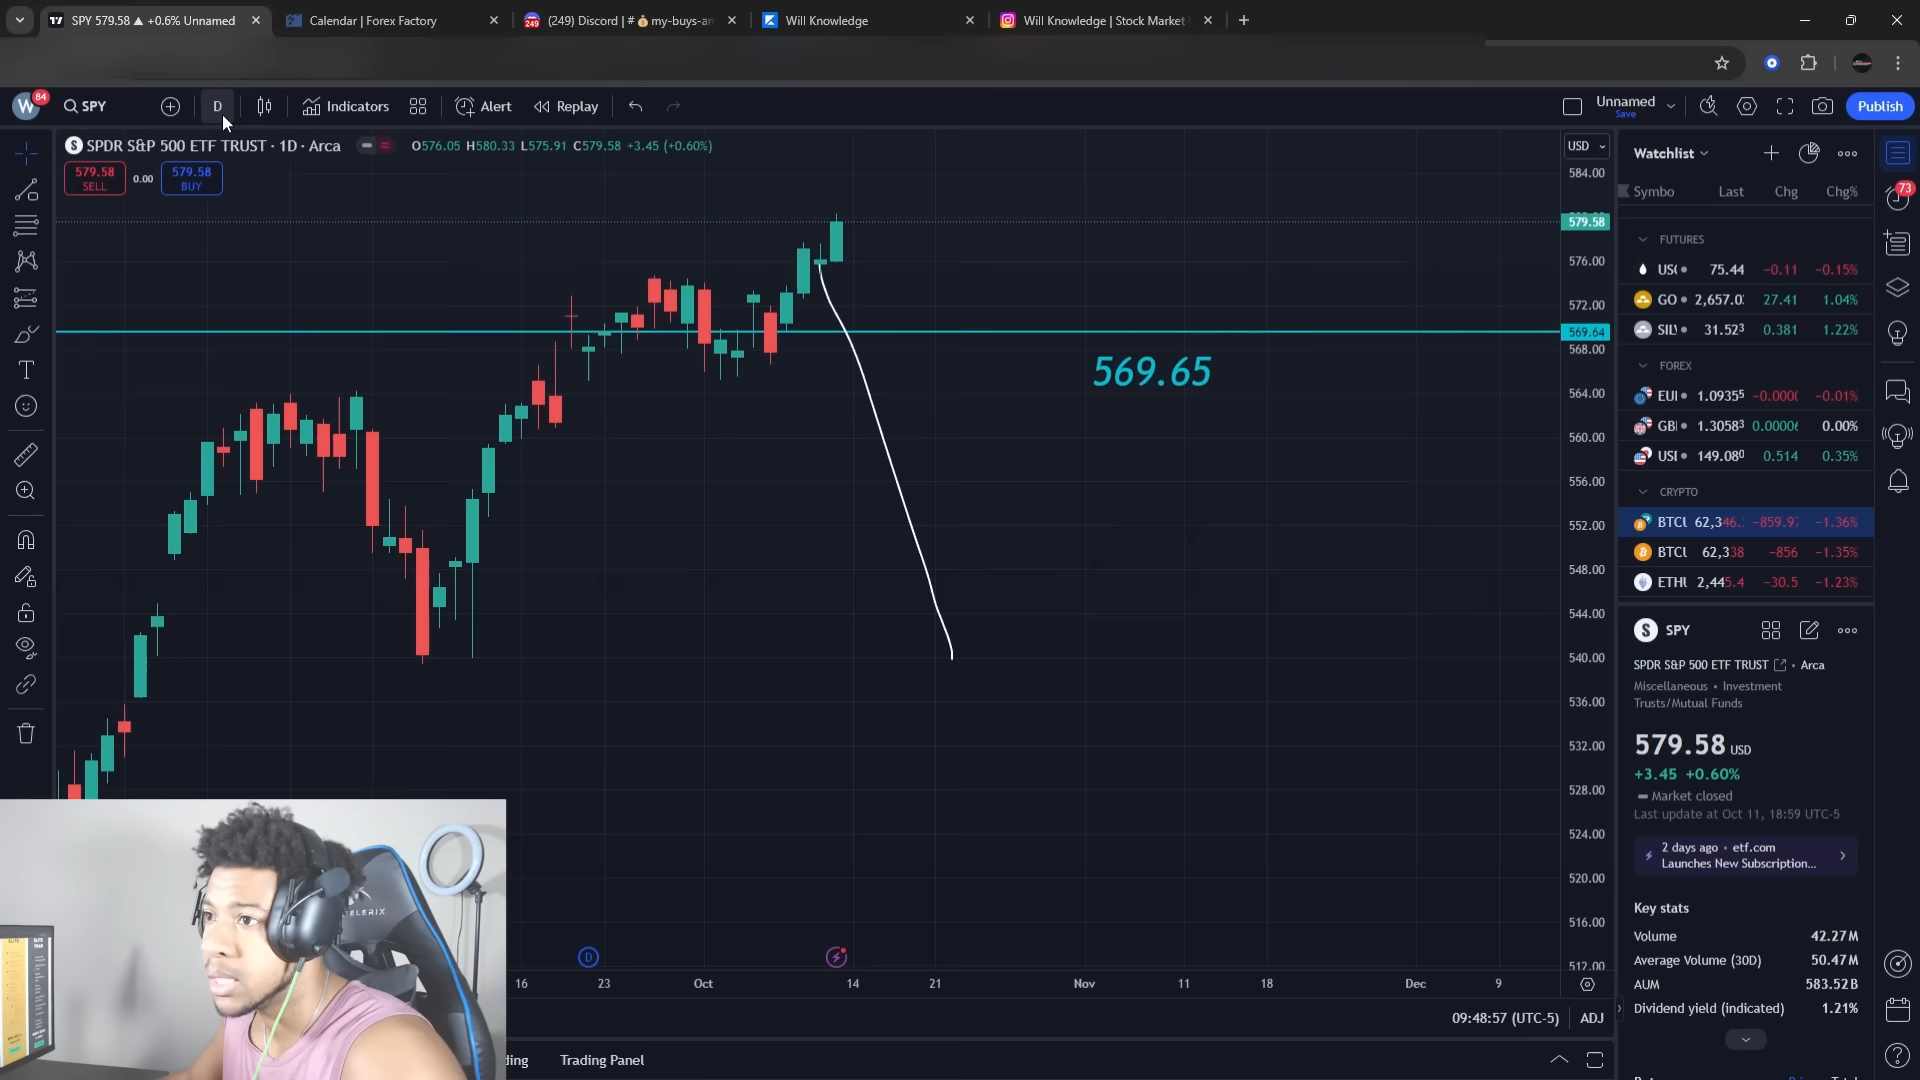 SPY 579.58 ▲ +0.6% Unnamed
Calendar | Forex Factory
(249) Discord | # 💰my-buys-an
Will Knowledge
Will Knowledge | Stock Market
W 84 SPY D Indicators Alert Replay Unnamed Save Publish
SPDR S&P 500 ETF TRUST · 1D · Arca O576.05 H580.33 L575.91 C579.58 +3.45 (+0.60%)
579.58 SELL 0.00 579.58 BUY
569.65
USD
584.00
579.58
576.00
572.00
569.64
568.00
564.00
560.00
556.00
552.00
548.00
544.00
540.00
536.00
532.00
528.00
524.00
520.00
516.00
512.00
16 23 Oct 14 21 Nov 11 18 Dec 9
D
09:48:57 (UTC-5) ADJ
ding Trading Panel
Watchlist
73
Symbo Last Chg Chg%
FUTURES
US 75.44 −0.11 −0.15%
GO 2,657.0 27.41 1.04%
SIL 31.523 0.381 1.22%
FOREX
EU 1.09355 −0.000 −0.01%
GB 1.30583 0.00006 0.00%
US 149.080 0.514 0.35%
CRYPTO
BTCU 62,346. −859.9 −1.36%
BTCU 62,338 −856 −1.35%
ETHU 2,445.4 −30.5 −1.23%
S SPY
SPDR S&P 500 ETF TRUST • Arca
Miscellaneous • Investment
Trusts/Mutual Funds
579.58 USD
+3.45 +0.60%
Market closed
Last update at Oct 11, 18:59 UTC-5
2 days ago • etf.com
Launches New Subscription...
Key stats
Volume 42.27M
Average Volume (30D) 50.47M
AUM 583.52B
Dividend yield (indicated) 1.21%